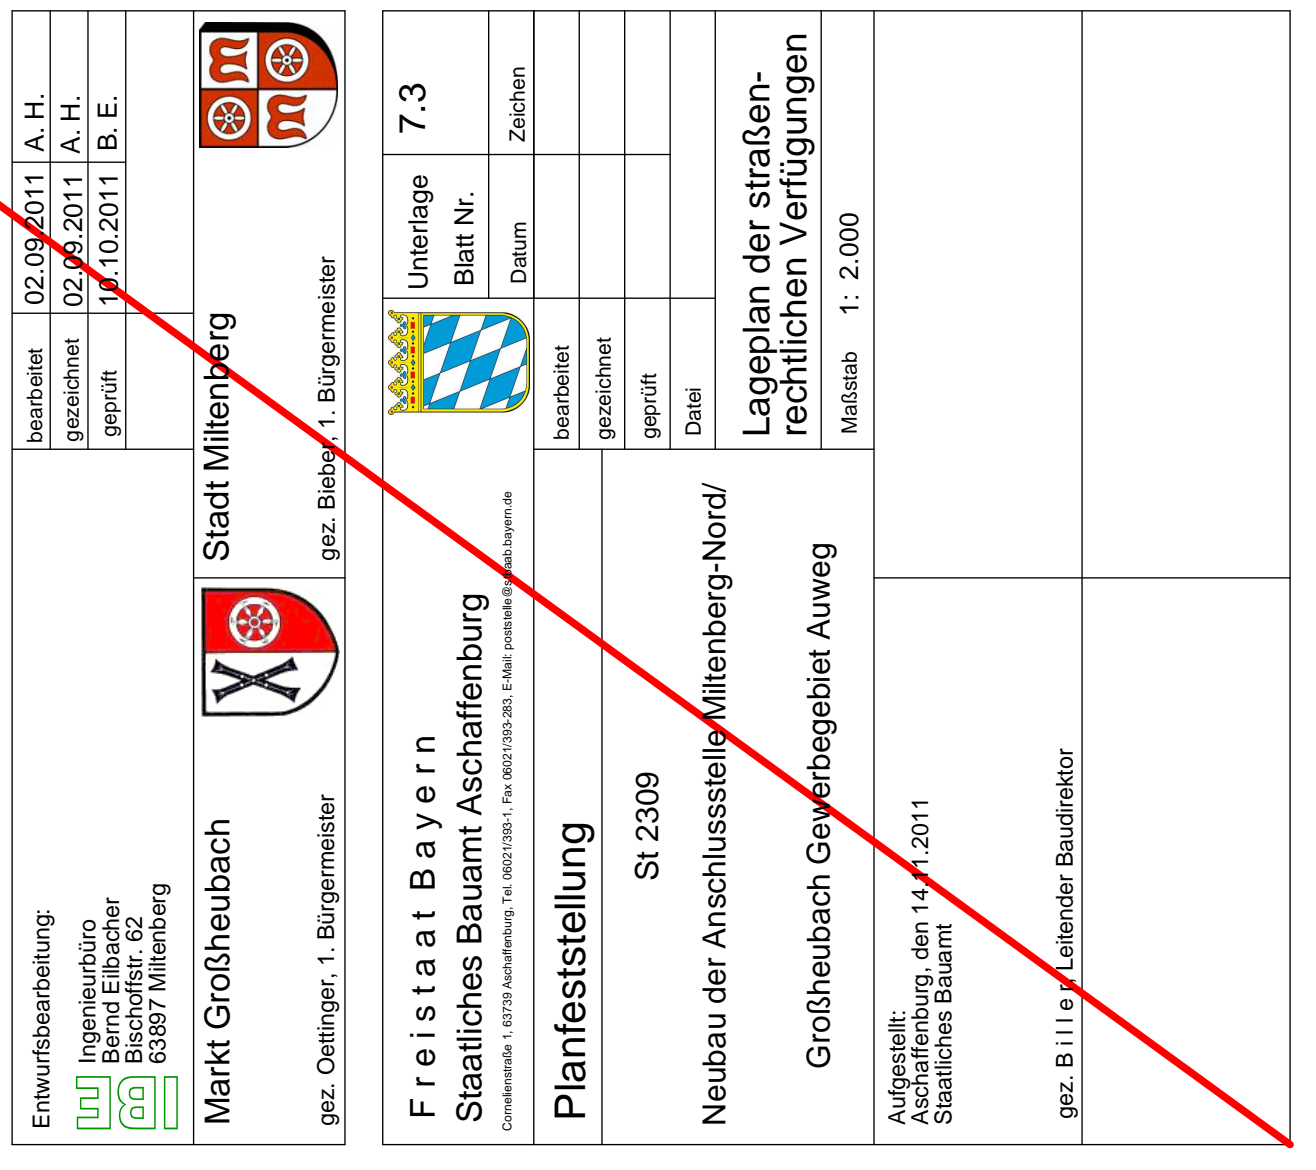 Entwurfsbearbeitung:
IBE
Ingenieurbüro
Bernd Eilbacher
Bischoffstr. 62
63897 Miltenberg
bearbeitet 02.09.2011 A. H.
gezeichnet 02.09.2011 A. H.
geprüft 10.10.2011 B. E.
Markt Großheubach
gez. Oettinger, 1. Bürgermeister
Stadt Miltenberg
gez. Bieber, 1. Bürgermeister
F r e i s t a a t B a y e r n
Staatliches Bauamt Aschaffenburg
Cornelienstraße 1, 63739 Aschaffenburg, Tel. 06021/393-1, Fax 06021/393-283, E-Mail: poststelle@stbaab.bayern.de
Unterlage 7.3
Blatt Nr.
Datum Zeichen
Planfeststellung
bearbeitet
gezeichnet
geprüft
Datei
St 2309
Neubau der Anschlussstelle Miltenberg-Nord/
Großheubach Gewerbegebiet Auweg
Lageplan der straßen-
rechtlichen Verfügungen
Maßstab 1: 2.000
Aufgestellt:
Aschaffenburg, den 14.11.2011
Staatliches Bauamt
gez. B i l l e r, Leitender Baudirektor